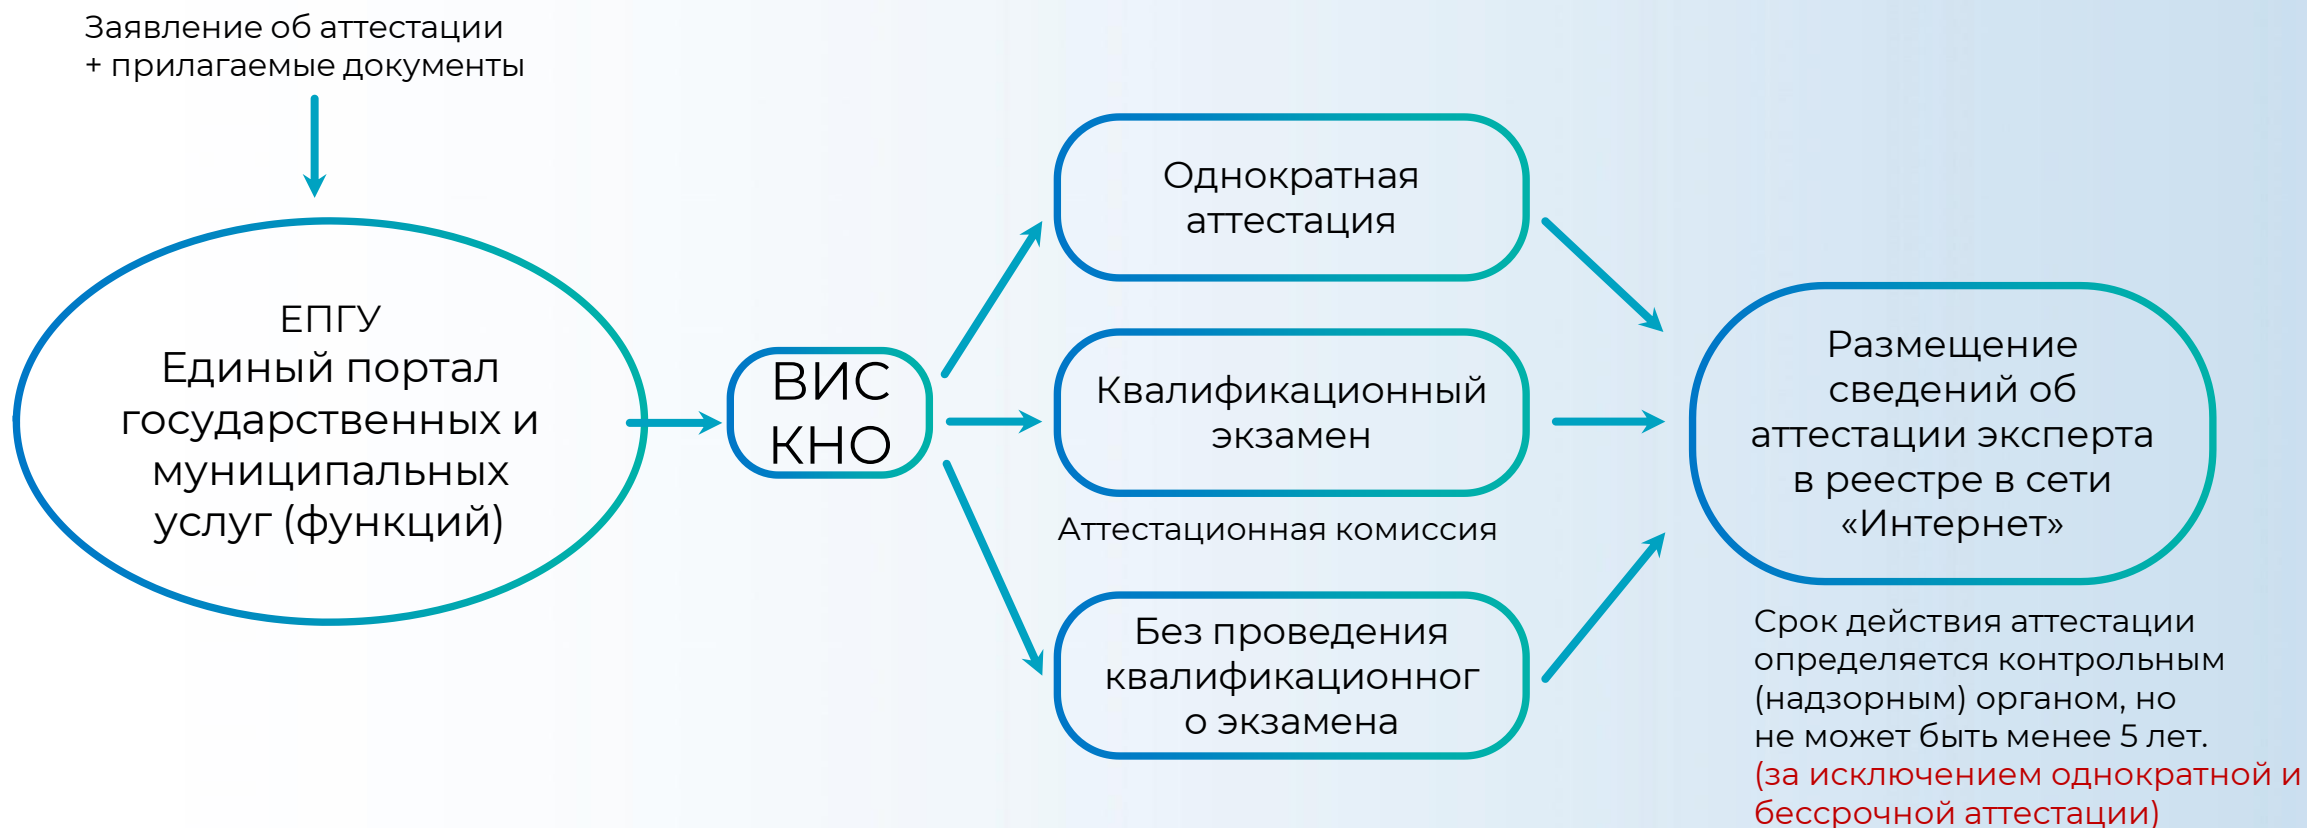 Заявление об аттестации
+ прилагаемые документы
ЕПГУ
Единый портал
государственных и
муниципальных
услуг (функций)
ВИС
КНО
Однократная
аттестация
Квалификационный
экзамен
Аттестационная комиссия
Без проведения
квалификационног
о экзамена
Размещение
сведений об
аттестации эксперта
в реестре в сети
«Интернет»
Срок действия аттестации
определяется контрольным
(надзорным) органом, но
не может быть менее 5 лет.
(за исключением однократной и
бессрочной аттестации)